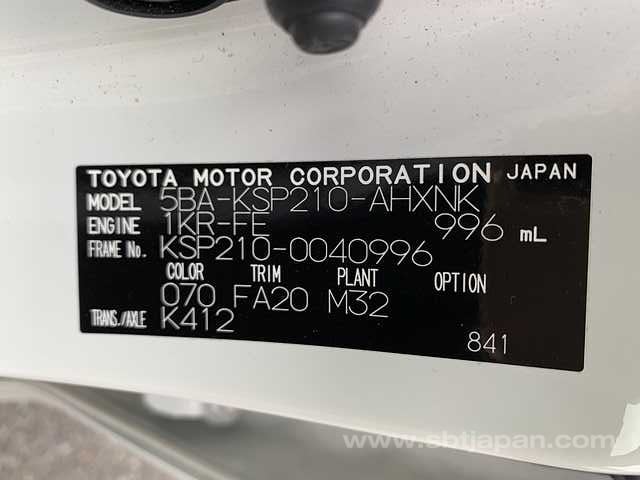 TOYOTA MOTOR CORPORATION JAPAN
MODEL 5BA-KSP210-AHXNK
ENGINE 1KR-FE 996 mL
FRAME No. KSP210-0040996
COLOR TRIM PLANT OPTION
070 FA20 M32
TRANS./AXLE K412
841
www.sbtjapan.com